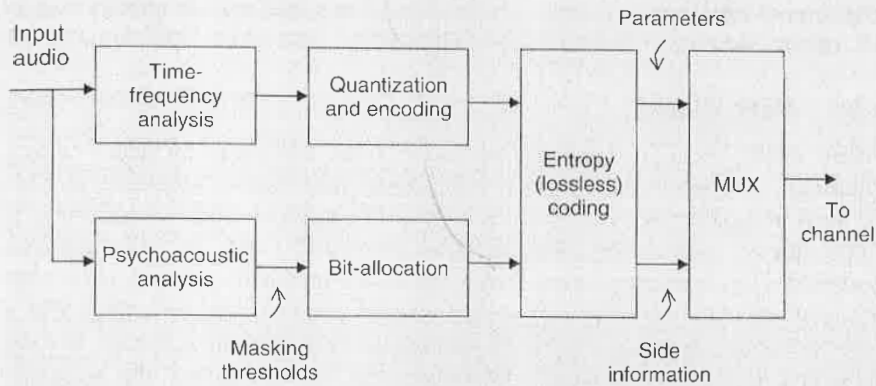 Parameters
Input
audio
Time-
frequency
analysis
Quantization
and encoding
Entropy
(lossless)
coding
MUX
To
channel
Psychoacoustic
analysis
Bit-allocation
Masking
thresholds
Side
information